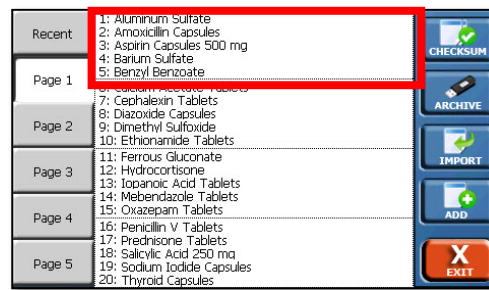 Recent
Page 1
Page 2
Page 3
Page 4
Page 5
1: Aluminum Sulfate
2: Amoxicillin Capsules
3: Aspirin Capsules 500 mg
4: Barium Sulfate
5: Benzyl Benzoate
6: Calcium Acetate Tablets
7: Cephalexin Tablets
8: Diazoxide Capsules
9: Dimethyl Sulfoxide
10: Ethionamide Tablets
11: Ferrous Gluconate
12: Hydrocortisone
13: Iopanoic Acid Tablets
14: Mebendazole Tablets
15: Oxazepam Tablets
16: Penicillin V Tablets
17: Prednisone Tablets
18: Salicylic Acid 250 mg
19: Sodium Iodide Capsules
20: Thyroid Capsules
CHECKSUM
ARCHIVE
IMPORT
ADD
X
EXIT